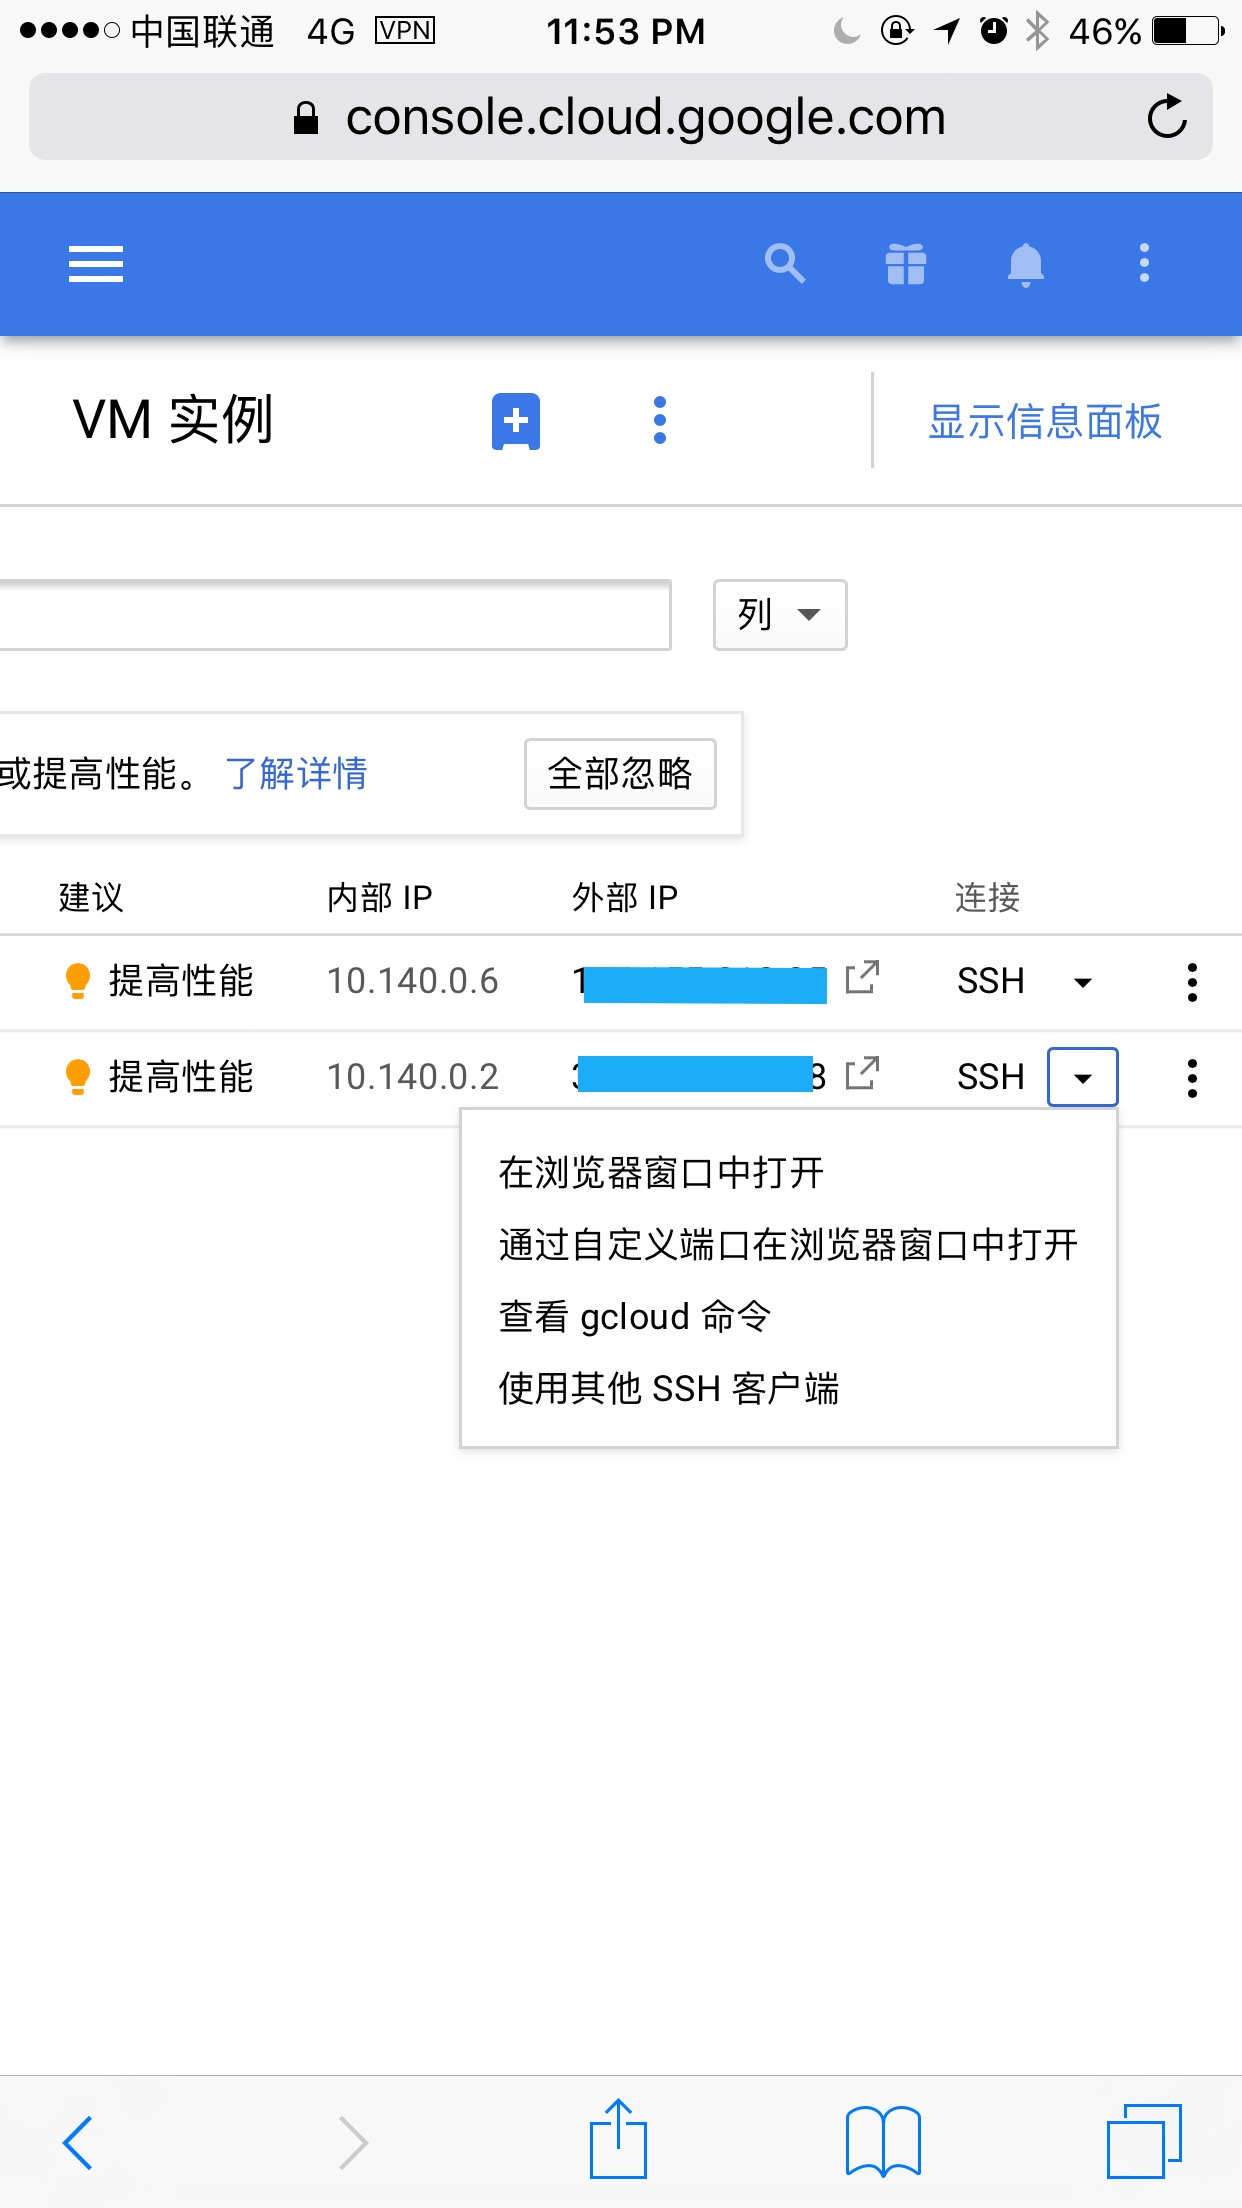 中国联通 4G VPN 11:53 PM 46%
console.cloud.google.com
VM 实例 显示信息面板
列
或提高性能。 了解详情 全部忽略
建议 内部 IP 外部 IP 连接
提高性能 10.140.0.6 SSH
提高性能 10.140.0.2 8 SSH
在浏览器窗口中打开
通过自定义端口在浏览器窗口中打开
查看 gcloud 命令
使用其他 SSH 客户端